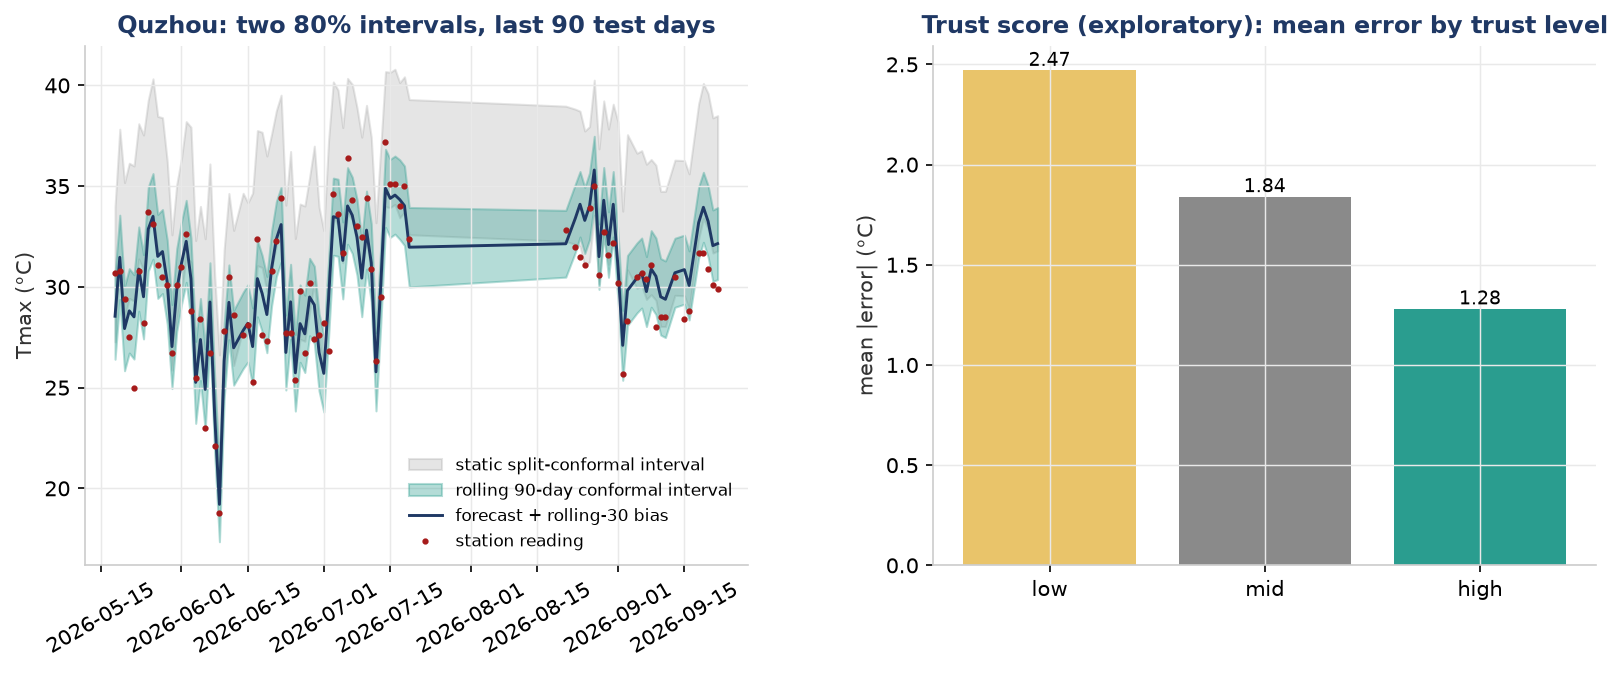 Quzhou: two 80% intervals, last 90 test days
Tmax (°C)
40
35
30
25
20
static split-conformal interval
rolling 90-day conformal interval
forecast + rolling-30 bias
station reading
2026-05-15
2026-06-01
2026-06-15
2026-07-01
2026-07-15
2026-08-01
2026-08-15
2026-09-01
2026-09-15
Trust score (exploratory): mean error by trust level
mean |error| (°C)
2.5
2.0
1.5
1.0
0.5
0.0
2.47
1.84
1.28
low
mid
high